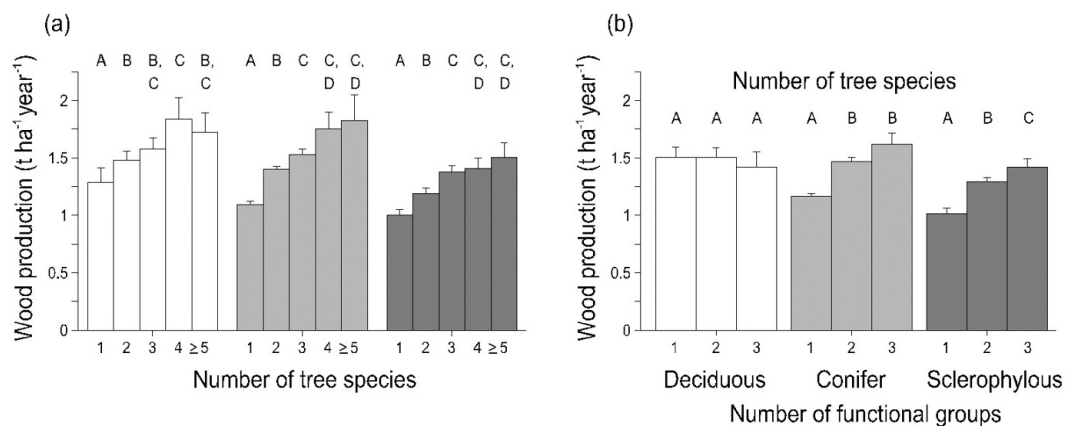 (a)
A B B, C B, A B C C, C, A B C C, C,
C C D D D D
Wood production (t ha⁻¹ year⁻¹)
2
1.5
1
0.5
0
1 2 3 4 ≥5 1 2 3 4 ≥5 1 2 3 4 ≥5
Number of tree species
(b)
Number of tree species
A A A A B B A B C
Wood production (t ha⁻¹ year⁻¹)
2
1.5
1
0.5
0
1 2 3 1 2 3 1 2 3
Deciduous Conifer Sclerophylous
Number of functional groups